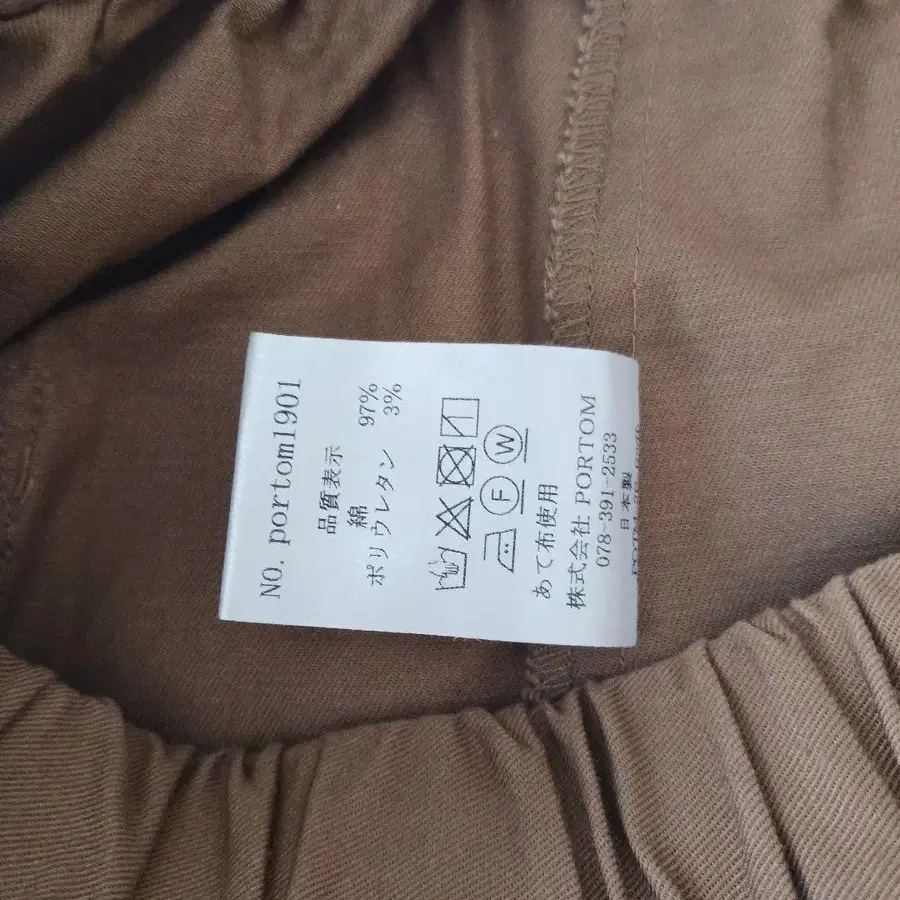 NO. portom1901
品質表示
綿 97%
ポリウレタン 3%
F W
あて布使用
株式会社 PORTOM
078-391-2533
日本製